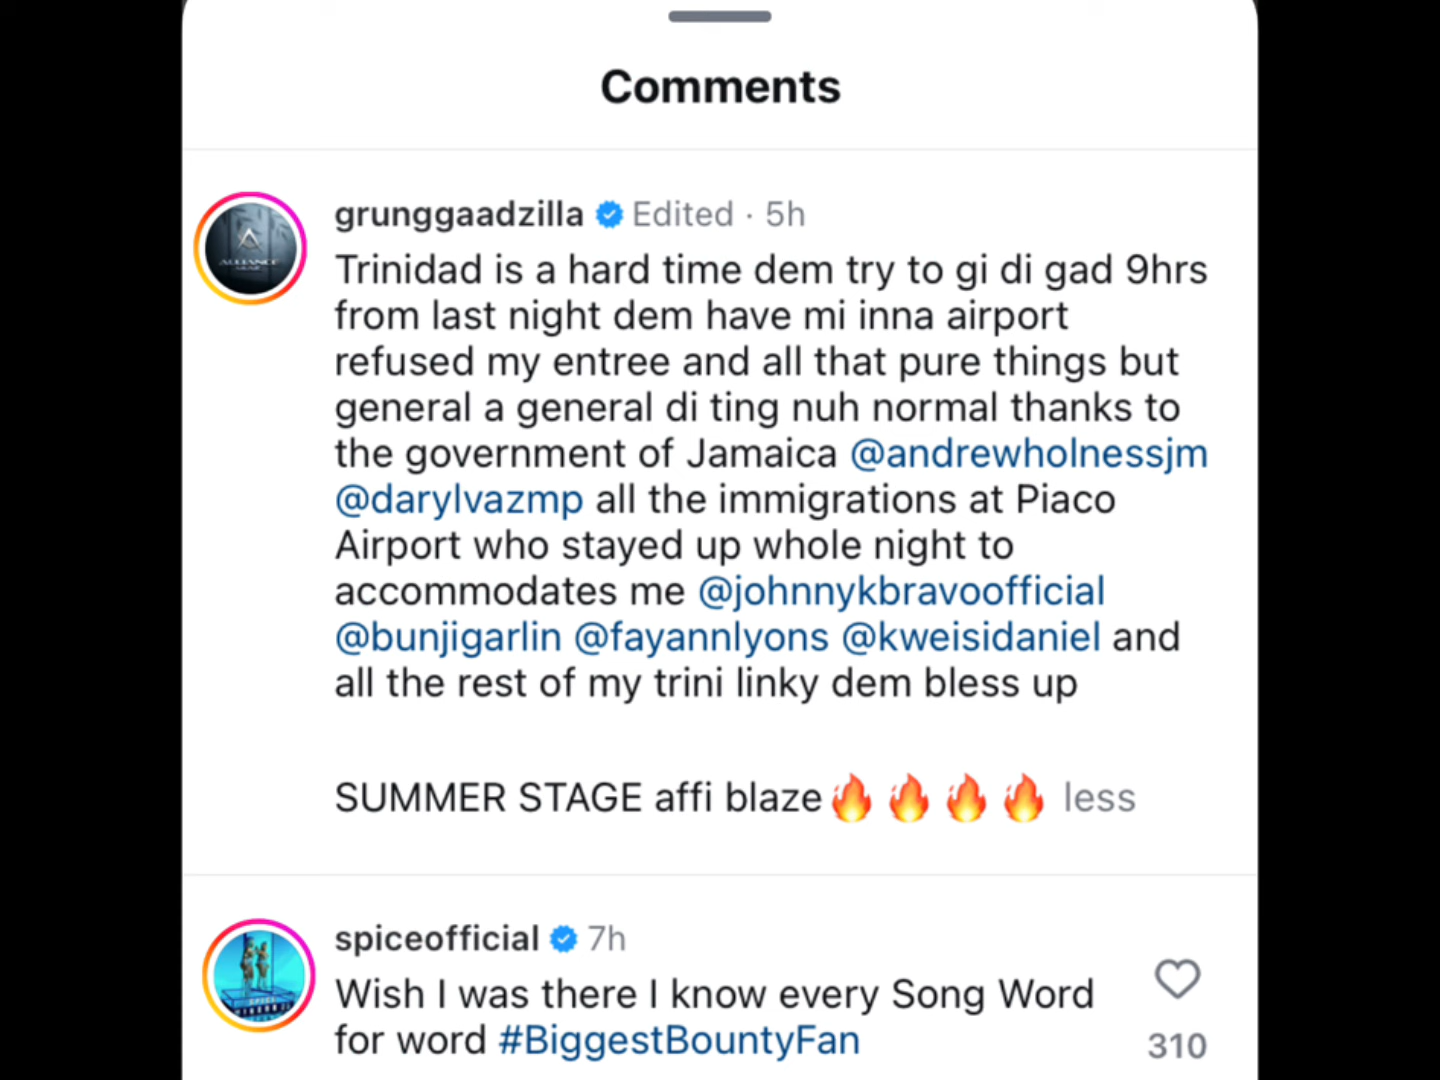 Comments
grunggaadzilla Edited · 5h
Trinidad is a hard time dem try to gi di gad 9hrs
from last night dem have mi inna airport
refused my entree and all that pure things but
general a general di ting nuh normal thanks to
the government of Jamaica @andrewholnessjm
@darylvazmp all the immigrations at Piaco
Airport who stayed up whole night to
accommodates me @johnnykbravoofficial
@bunjigarlin @fayannlyons @kweisidaniel and
all the rest of my trini linky dem bless up
SUMMER STAGE affi blaze🔥🔥🔥🔥 less
spiceofficial 7h
Wish I was there I know every Song Word
for word #BiggestBountyFan
310